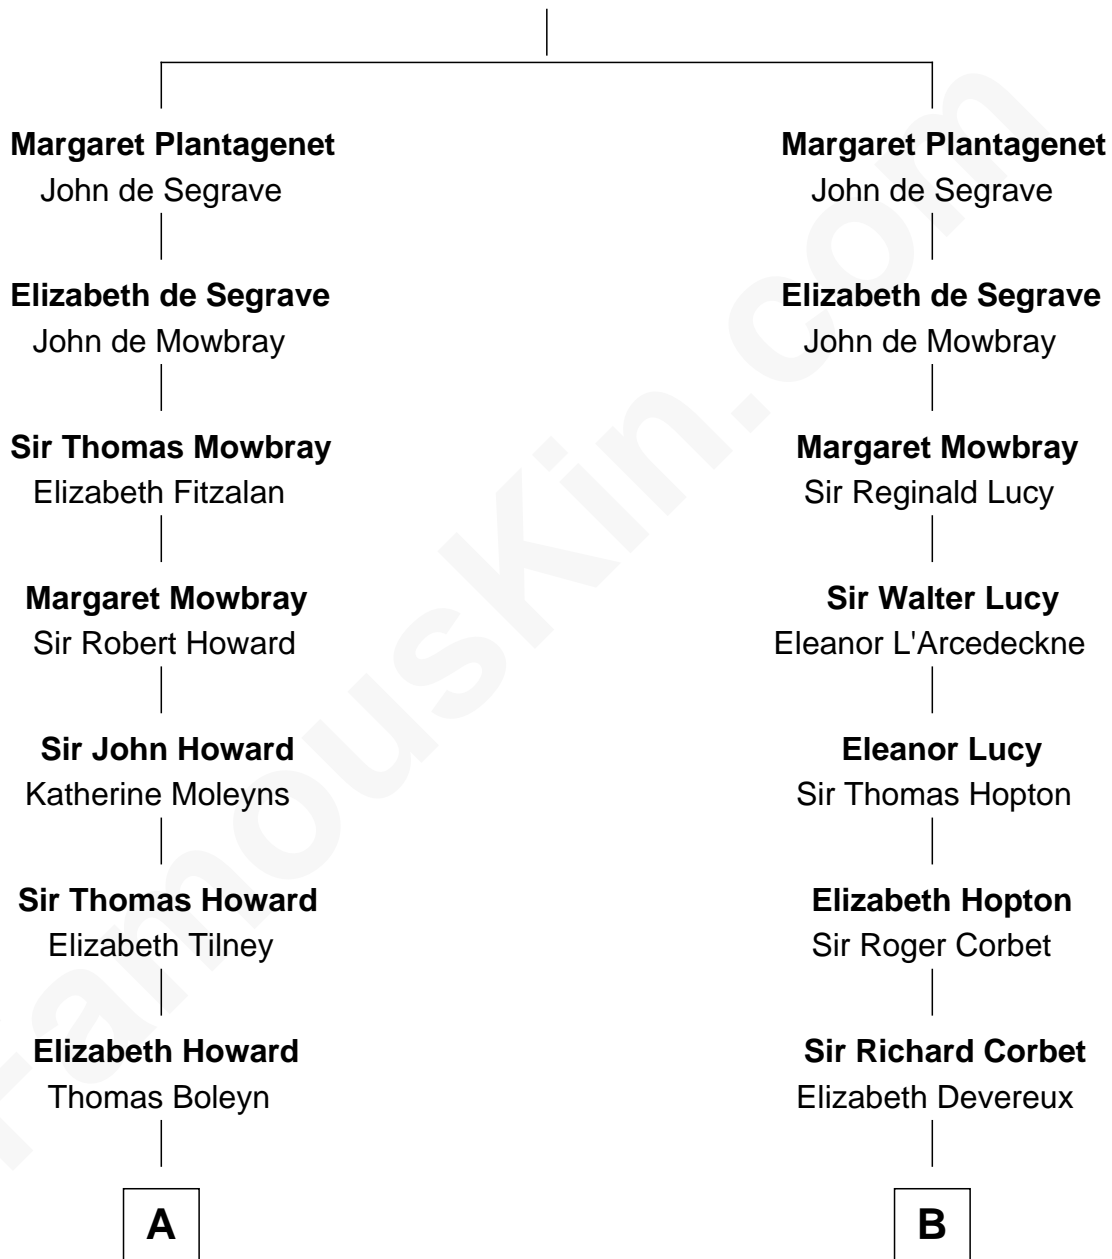 Margaret Plantagenet
John de Segrave
Elizabeth de Segrave
John de Mowbray
Sir Thomas Mowbray
Elizabeth Fitzalan
Margaret Mowbray
Sir Robert Howard
Sir John Howard
Katherine Moleyns
Sir Thomas Howard
Elizabeth Tilney
Elizabeth Howard
Thomas Boleyn
A
Margaret Plantagenet
John de Segrave
Elizabeth de Segrave
John de Mowbray
Margaret Mowbray
Sir Reginald Lucy
Sir Walter Lucy
Eleanor L'Arcedeckne
Eleanor Lucy
Sir Thomas Hopton
Elizabeth Hopton
Sir Roger Corbet
Sir Richard Corbet
Elizabeth Devereux
B
FamousKin.com